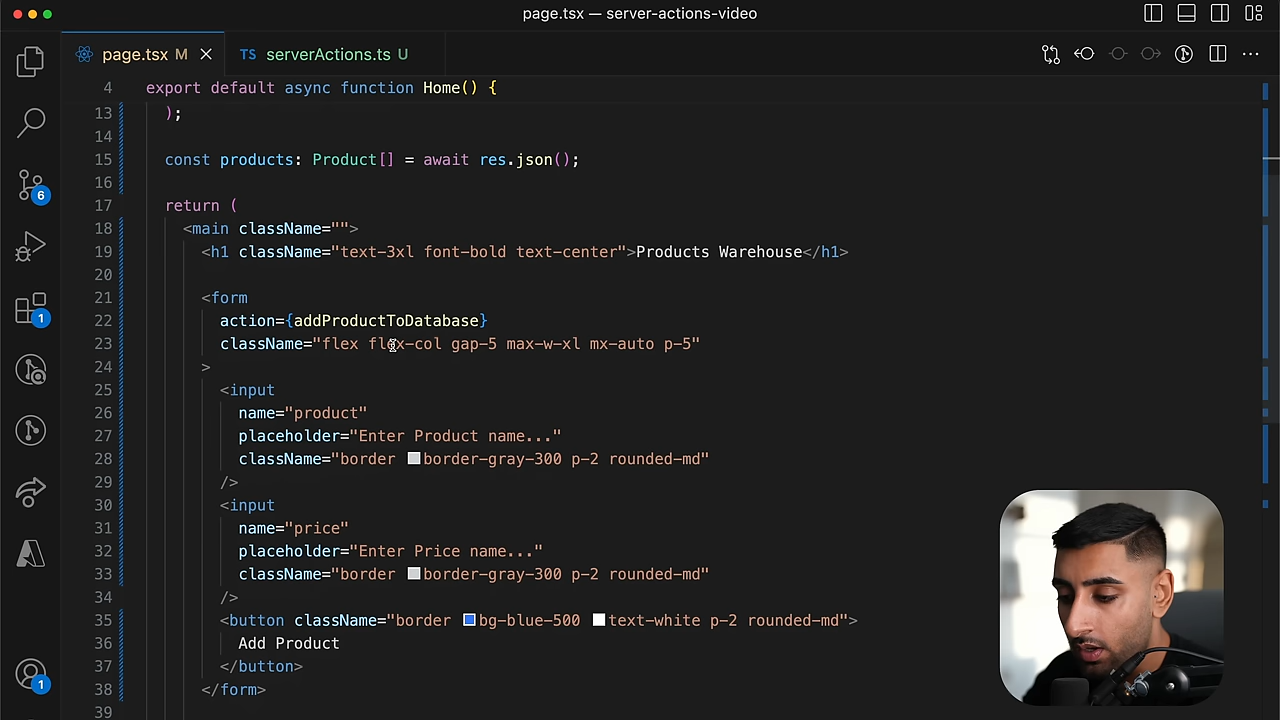 page.tsx — server-actions-video
page.tsx M
TS serverActions.ts U
4 export default async function Home() {
13 );
14
15 const products: Product[] = await res.json();
16
17 return (
18 <main className="">
19 <h1 className="text-3xl font-bold text-center">Products Warehouse</h1>
20
21 <form
22 action={addProductToDatabase}
23 className="flex flex-col gap-5 max-w-xl mx-auto p-5"
24 >
25 <input
26 name="product"
27 placeholder="Enter Product name..."
28 className="border border-gray-300 p-2 rounded-md"
29 />
30 <input
31 name="price"
32 placeholder="Enter Price name..."
33 className="border border-gray-300 p-2 rounded-md"
34 />
35 <button className="border bg-blue-500 text-white p-2 rounded-md">
36 Add Product
37 </button>
38 </form>
39
6
1
1